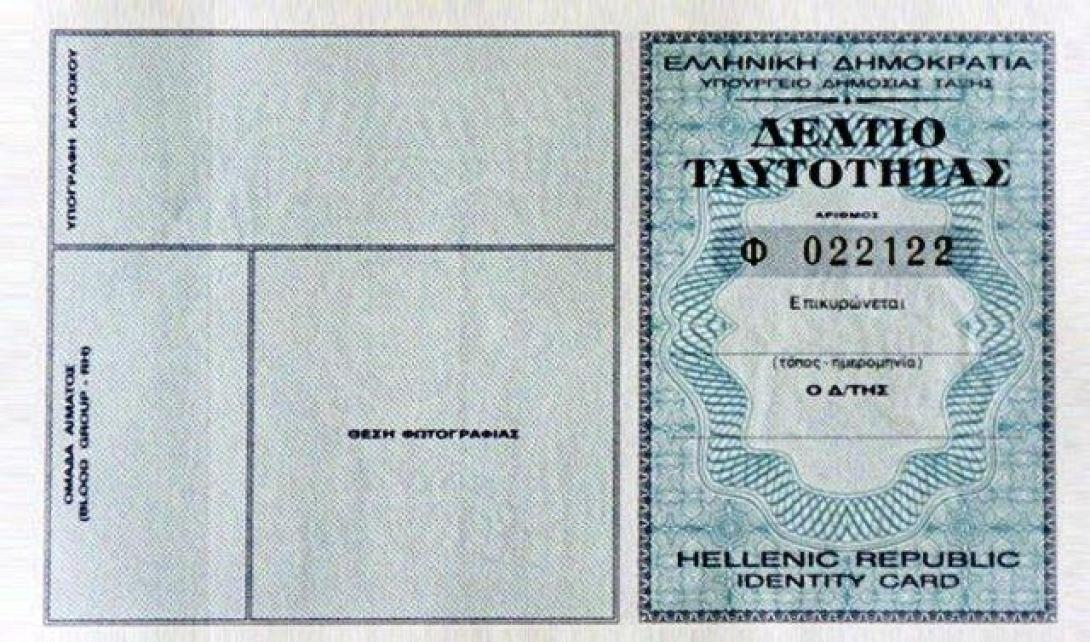 ΥΠΟΓΡΑΦΗ ΚΑΤΟΧΟΥ
ΟΜΑΔΑ ΑΙΜΑΤΟΣ
(BLOOD GROUP - RH)
ΘΕΣΗ ΦΩΤΟΓΡΑΦΙΑΣ
ΕΛΛΗΝΙΚΗ ΔΗΜΟΚΡΑΤΙΑ
ΥΠΟΥΡΓΕΙΟ ΔΗΜΟΣΙΑΣ ΤΑΞΗΣ
ΔΕΛΤΙΟ
ΤΑΥΤΟΤΗΤΑΣ
ΑΡΙΘΜΟΣ
Φ 022122
Επικυρώνεται
(τόπος - ημερομηνία)
Ο Δ/ΤΗΣ
HELLENIC REPUBLIC
IDENTITY CARD